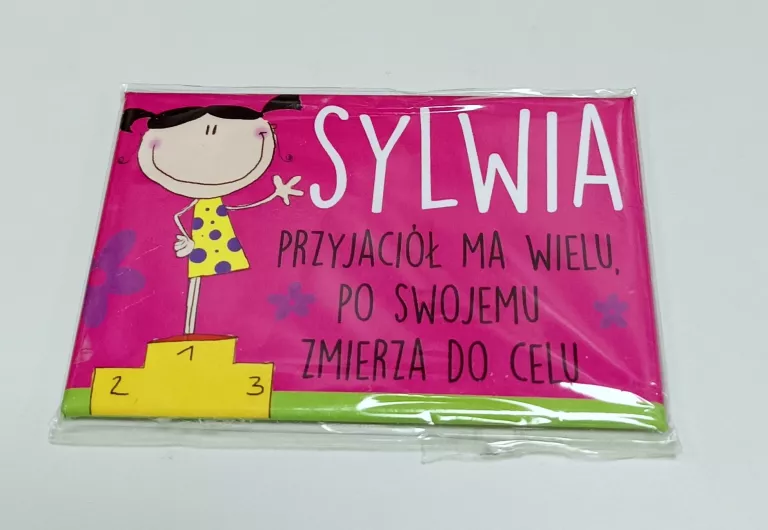 SYLWIA
PRZYJACIÓŁ MA WIELU,
PO SWOJEMU
ZMIERZA DO CELU
1
2 3